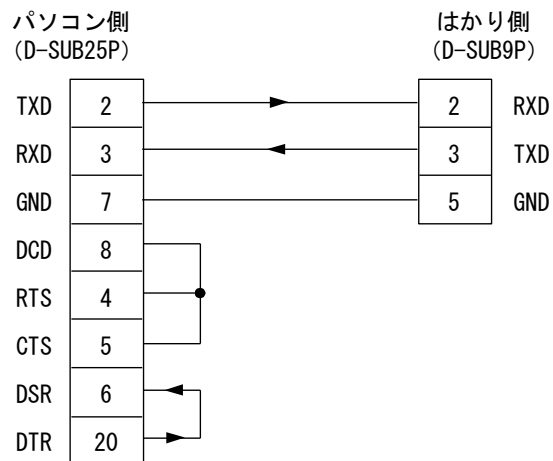 パソコン側
(D-SUB25P)
はかり側
(D-SUB9P)
TXD 2 2 RXD
RXD 3 3 TXD
GND 7 5 GND
DCD 8
RTS 4
CTS 5
DSR 6
DTR 20